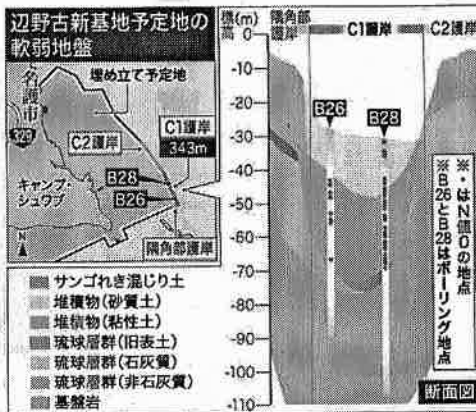 辺野古新基地予定地の
軟弱地盤
名護市
埋め立て予定地
329
C2護岸
C1護岸
343m
キャンプ・
シュワブ
B28
B26
N
隅角部護岸
サンゴれき混じり土
堆積物(砂質土)
堆積物(粘性土)
琉球層群(旧表土)
琉球層群(石灰質)
琉球層群(非石灰質)
基盤岩
標高(m)
隅角部
護岸
C1護岸
C2護岸
0
-10
-20
-30
-40
-50
-60
-70
-80
-90
-100
-110
B26
B28
※・はN値0の地点
※B26とB28はボーリング地点
断面図